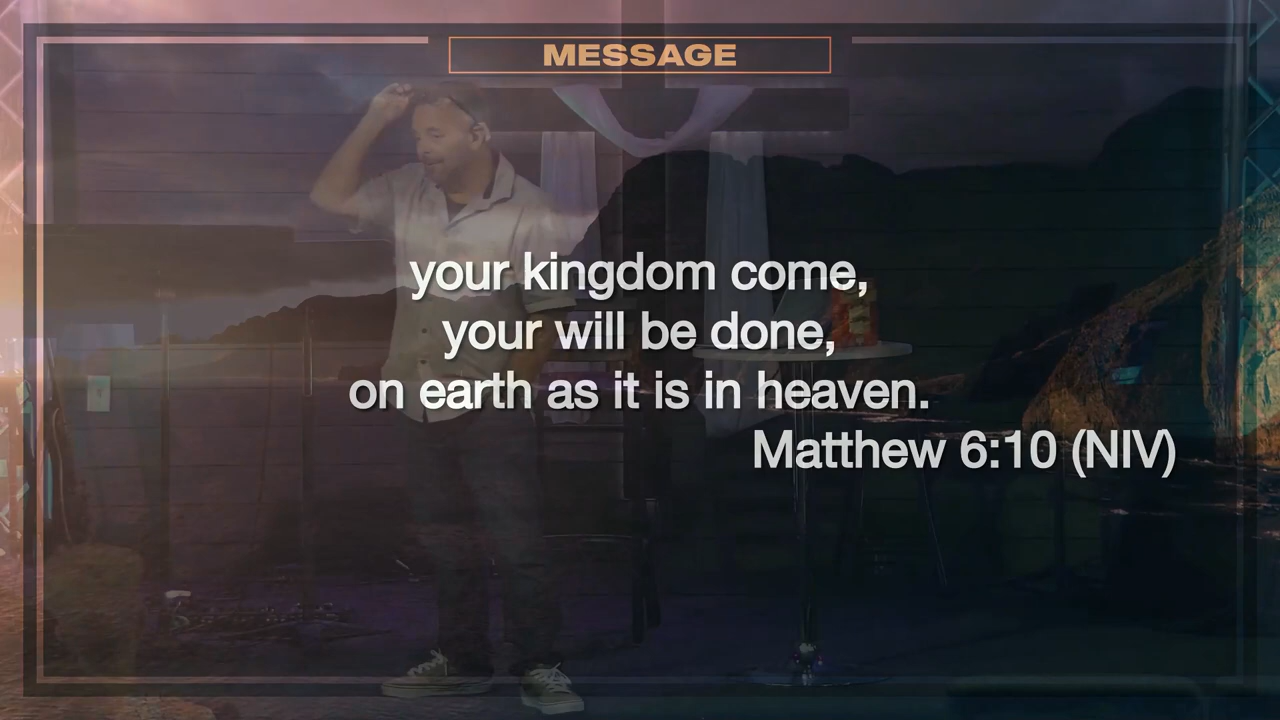 MESSAGE
your kingdom come,
your will be done,
on earth as it is in heaven.
Matthew 6:10 (NIV)